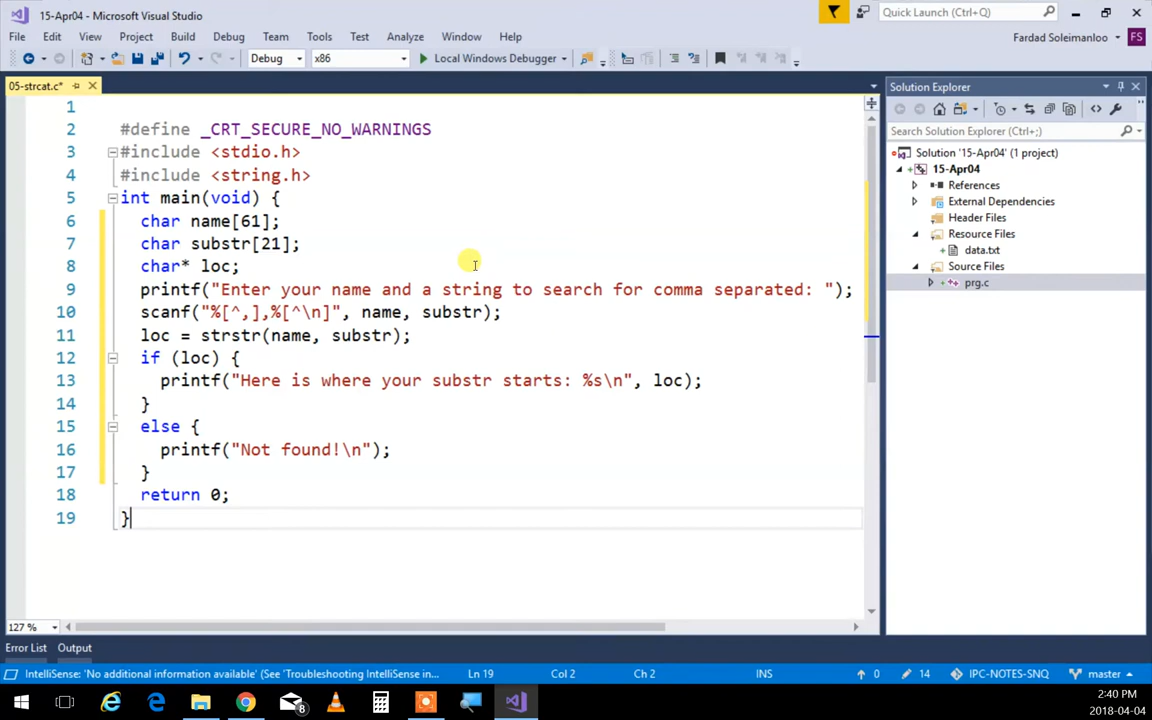 15-Apr04 - Microsoft Visual Studio
Quick Launch (Ctrl+Q)
File Edit View Project Build Debug Team Tools Test Analyze Window Help
Fardad Soleimanloo FS
Debug x86 Local Windows Debugger
05-strcat.c*
1
2 #define _CRT_SECURE_NO_WARNINGS
3 #include <stdio.h>
4 #include <string.h>
5 int main(void) {
6 char name[61];
7 char substr[21];
8 char* loc;
9 printf("Enter your name and a string to search for comma separated: ");
10 scanf("%[^,],%[^\n]", name, substr);
11 loc = strstr(name, substr);
12 if (loc) {
13 printf("Here is where your substr starts: %s\n", loc);
14 }
15 else {
16 printf("Not found!\n");
17 }
18 return 0;
19 }
127 %
Solution Explorer
Search Solution Explorer (Ctrl+;)
Solution '15-Apr04' (1 project)
15-Apr04
References
External Dependencies
Header Files
Resource Files
data.txt
Source Files
prg.c
Error List Output
IntelliSense: 'No additional information available' (See 'Troubleshooting IntelliSense in... Ln 19 Col 2 Ch 2 INS 0 14 IPC-NOTES-SNQ master
8
2:40 PM
2018-04-04